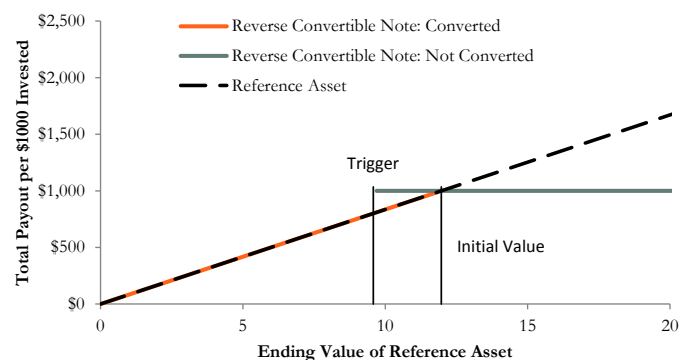 $2,500
$2,000
$1,500
$1,000
$500
$0
Total Payout per $1000 Invested
Reverse Convertible Note: Converted
Reverse Convertible Note: Not Converted
Reference Asset
Trigger
Initial Value
0 5 10 15 20
Ending Value of Reference Asset